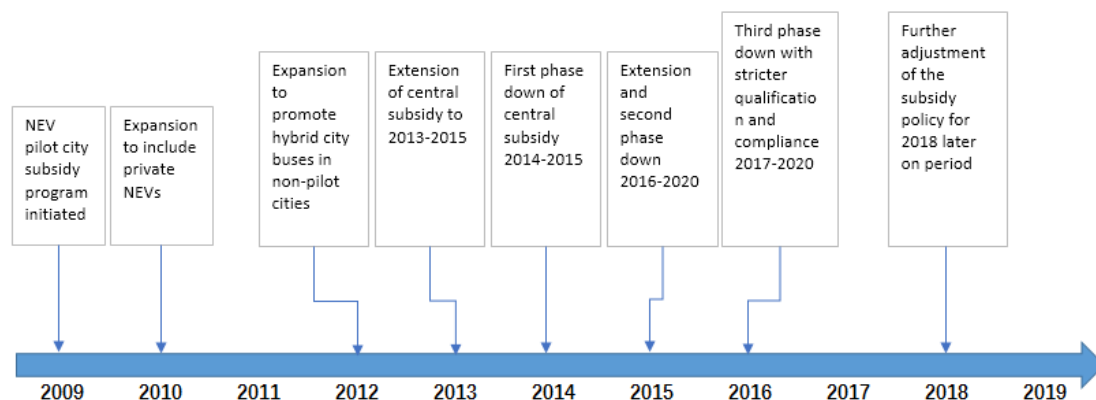 NEV
pilot city
subsidy
program
initiated
Expansion
to include
private
NEVs
Expansion
to
promote
hybrid city
buses in
non-pilot
cities
Extension
of central
subsidy to
2013-2015
First phase
down of
central
subsidy
2014-2015
Extension
and
second
phase
down
2016-2020
Third phase
down with
stricter
qualificatio
n and
compliance
2017-2020
Further
adjustment
of the
subsidy
policy for
2018 later
on period
2009 2010 2011 2012 2013 2014 2015 2016 2017 2018 2019